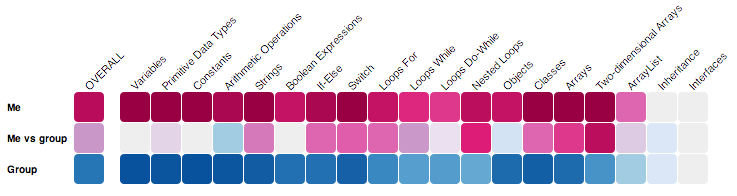 OVERALL
Variables
Primitive Data Types
Constants
Arithmetic Operations
Strings
Boolean Expressions
If-Else
Switch
Loops For
Loops While
Loops Do-While
Nested Loops
Objects
Classes
Arrays
Two-dimensional Arrays
ArrayList
Inheritance
Interfaces
Me
Me vs group
Group